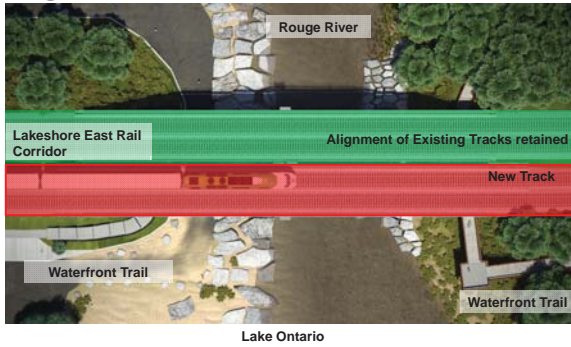 Rouge River
Lakeshore East Rail
Corridor
Alignment of Existing Tracks retained
New Track
Waterfront Trail
Waterfront Trail
Lake Ontario